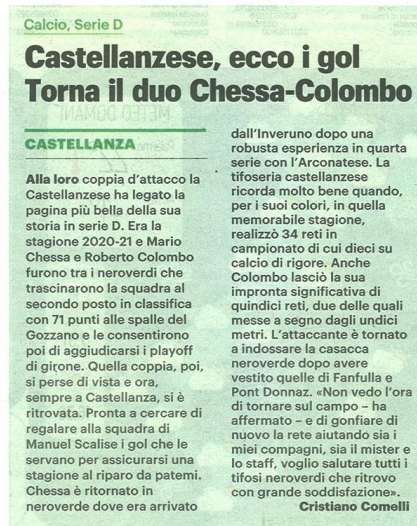 Calcio, Serie D
Castellanzese, ecco i gol
Torna il duo Chessa-Colombo
CASTELLANZA
Alla loro coppia d'attacco la
Castellanzese ha legato la
pagina più bella della sua
storia in serie D. Era la
stagione 2020-21 e Mario
Chessa e Roberto Colombo
furono tra i neroverdi che
trascinarono la squadra al
secondo posto in classifica
con 71 punti alle spalle del
Gozzano e le consentirono
poi di aggiudicarsi i playoff
di girone. Quella coppia, poi,
si perse di vista e ora,
sempre a Castellanza, si è
ritrovata. Pronta a cercare di
regalare alla squadra di
Manuel Scalise i gol che le
servano per assicurarsi una
stagione al riparo da patemi.
Chessa è ritornato in
neroverde dove era arrivato
dall'Inveruno dopo una
robusta esperienza in quarta
serie con l'Arconatese. La
tifoseria castellanzese
ricorda molto bene quando,
per i suoi colori, in quella
memorabile stagione,
realizzò 34 reti in
campionato di cui dieci su
calcio di rigore. Anche
Colombo lasciò la sua
impronta significativa di
quindici reti, due delle quali
messe a segno dagli undici
metri. L'attaccante è tornato
a indossare la casacca
neroverde dopo avere
vestito quelle di Fanfulla e
Pont Donnaz. «Non vedo l'ora
di tornare sul campo – ha
affermato – e di gonfiare di
nuovo la rete aiutando sia i
miei compagni, sia il mister e
lo staff, voglio salutare tutti i
tifosi neroverdi che ritrovo
con grande soddisfazione».
Cristiano Comelli